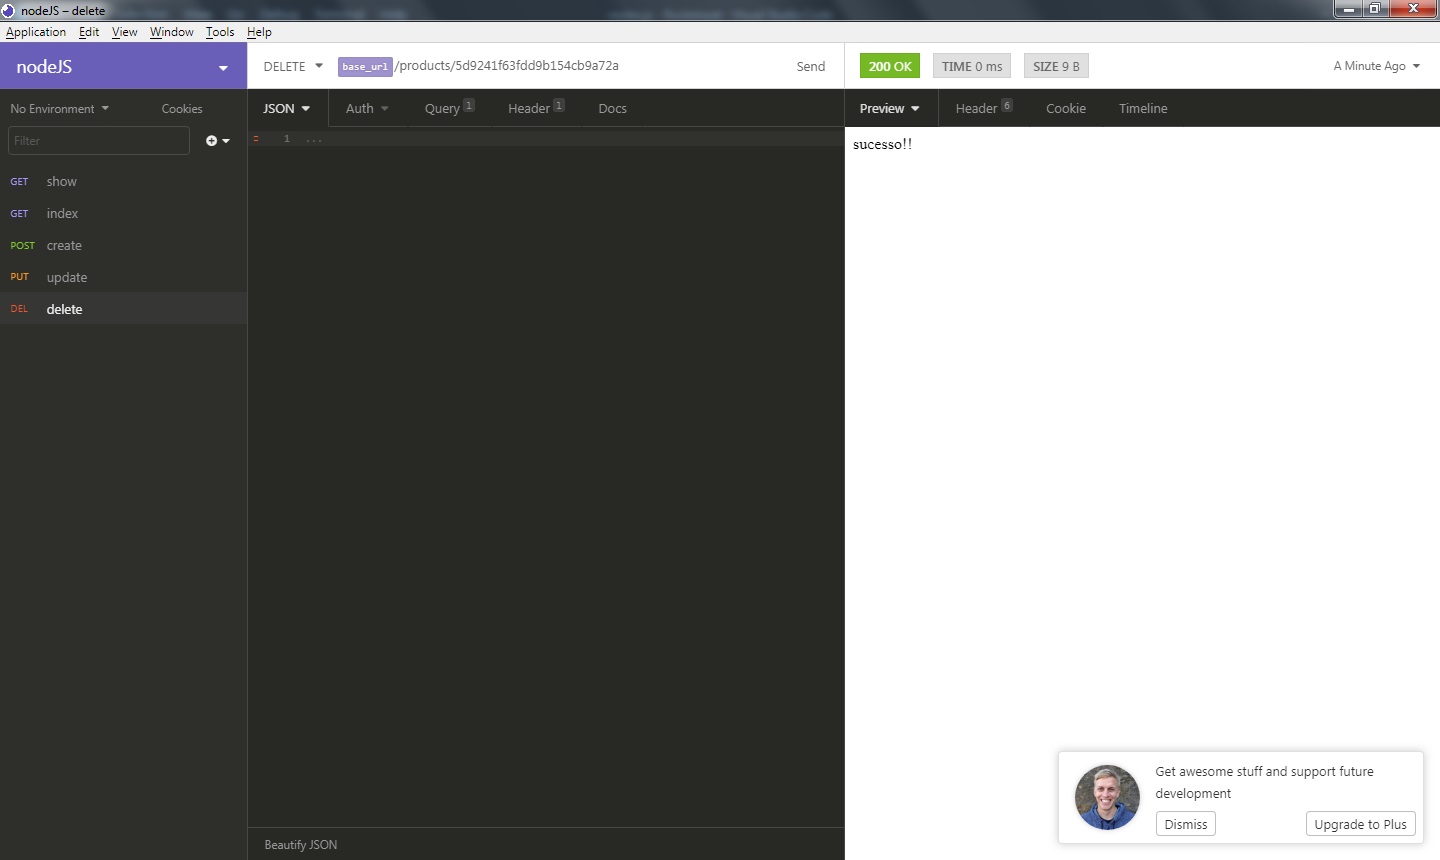 nodeJS – delete
Application Edit View Window Tools Help
nodeJS
DELETE base_url /products/5d9241f63fdd9b154cb9a72a Send
200 OK TIME 0 ms SIZE 9 B A Minute Ago
No Environment Cookies
JSON Auth Query 1 Header 1 Docs
Preview Header 6 Cookie Timeline
Filter
1 ...
sucesso!!
GET show
GET index
POST create
PUT update
DEL delete
Get awesome stuff and support future
development
Dismiss Upgrade to Plus
Beautify JSON